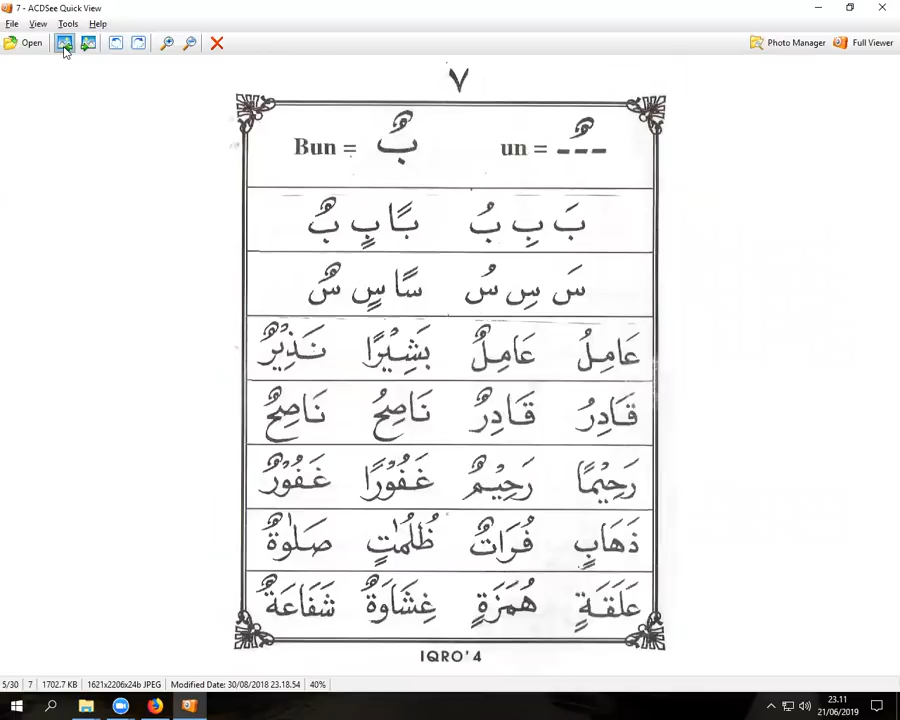 7 - ACDSee Quick View
File View Tools Help
Open Photo Manager Full Viewer
٧
un = ـٌ Bun = بٌ
بَ بِ بُ بًا بٍ بٌ
سَ سِ سُ سًا سٍ سٌ
عَامِلُ عَامِلٌ بَشِيْرًا نَذِيْرٌ
قَادِرُ قَادِرٌ نَاصِحُ نَاصِحٌ
رَحِيْمًا رَحِيْمٌ غَفُوْرًا غَفُوْرٌ
ذَهَابٍ فُرَاتٌ ظُلُمٰتٍ صَلٰوةٌ
عَلَقَةٍ هُمَزَةٍ غِشَاوَةٌ شَفَاعَةٌ
IQRO' 4
5/30 7 1702.7 KB 1621x2206x24b JPEG Modified Date: 30/08/2018 23.18.54 40%
23.11
21/06/2019